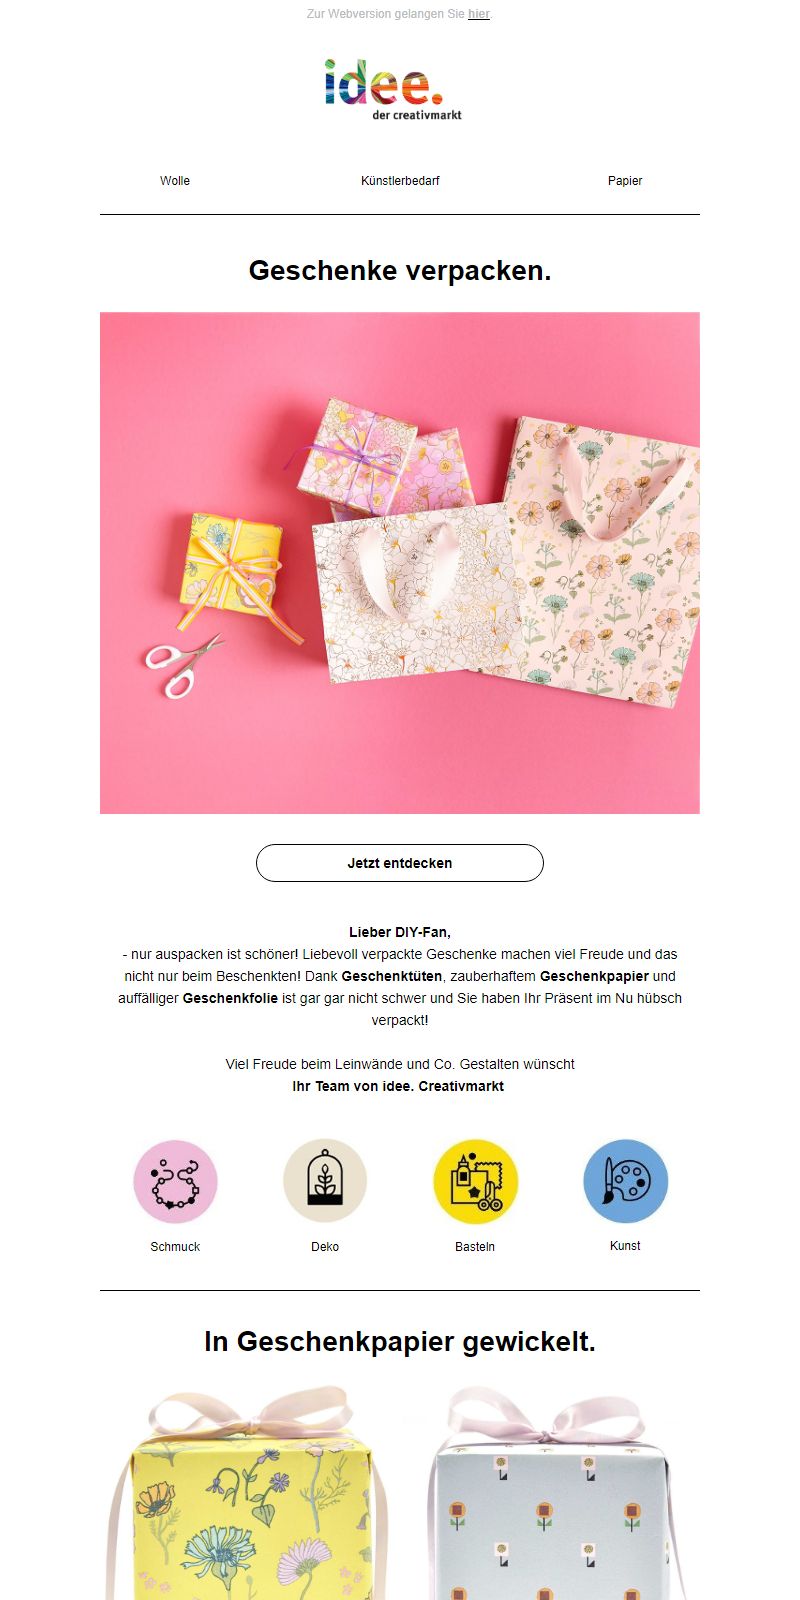 Zur Webversion gelangen Sie hier.
idee.
der creativmarkt
Wolle
Künstlerbedarf
Papier
Geschenke verpacken.
Jetzt entdecken
Lieber DIY-Fan,
- nur auspacken ist schöner! Liebevoll verpackte Geschenke machen viel Freude und das
nicht nur beim Beschenkten! Dank Geschenktüten, zauberhaftem Geschenkpapier und
auffälliger Geschenkfolie ist gar gar nicht schwer und Sie haben Ihr Präsent im Nu hübsch
verpackt!
Viel Freude beim Leinwände und Co. Gestalten wünscht
Ihr Team von idee. Creativmarkt
Schmuck
Deko
Basteln
Kunst
In Geschenkpapier gewickelt.